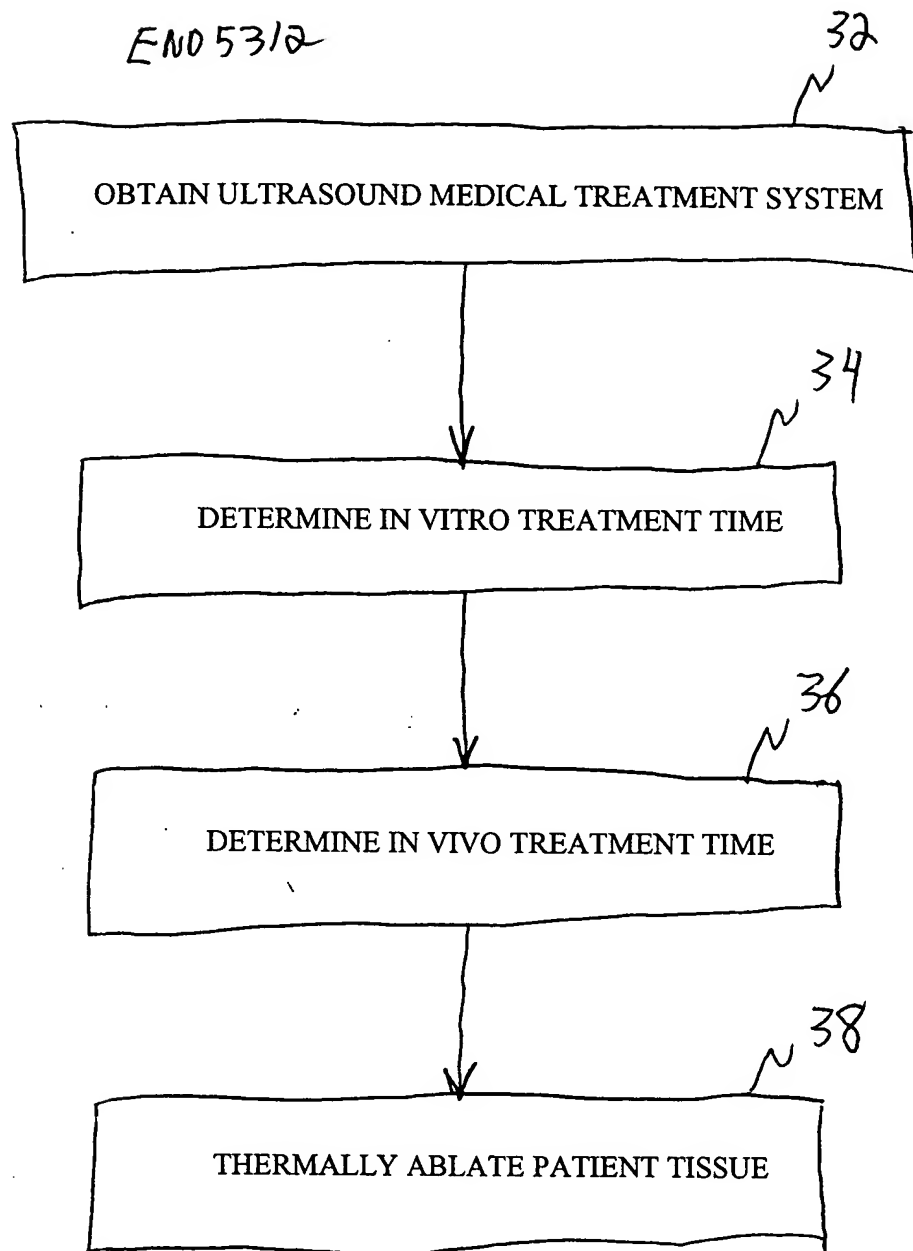 END5312
32
OBTAIN ULTRASOUND MEDICAL TREATMENT SYSTEM
34
DETERMINE IN VITRO TREATMENT TIME
36
DETERMINE IN VIVO TREATMENT TIME
38
THERMALLY ABLATE PATIENT TISSUE